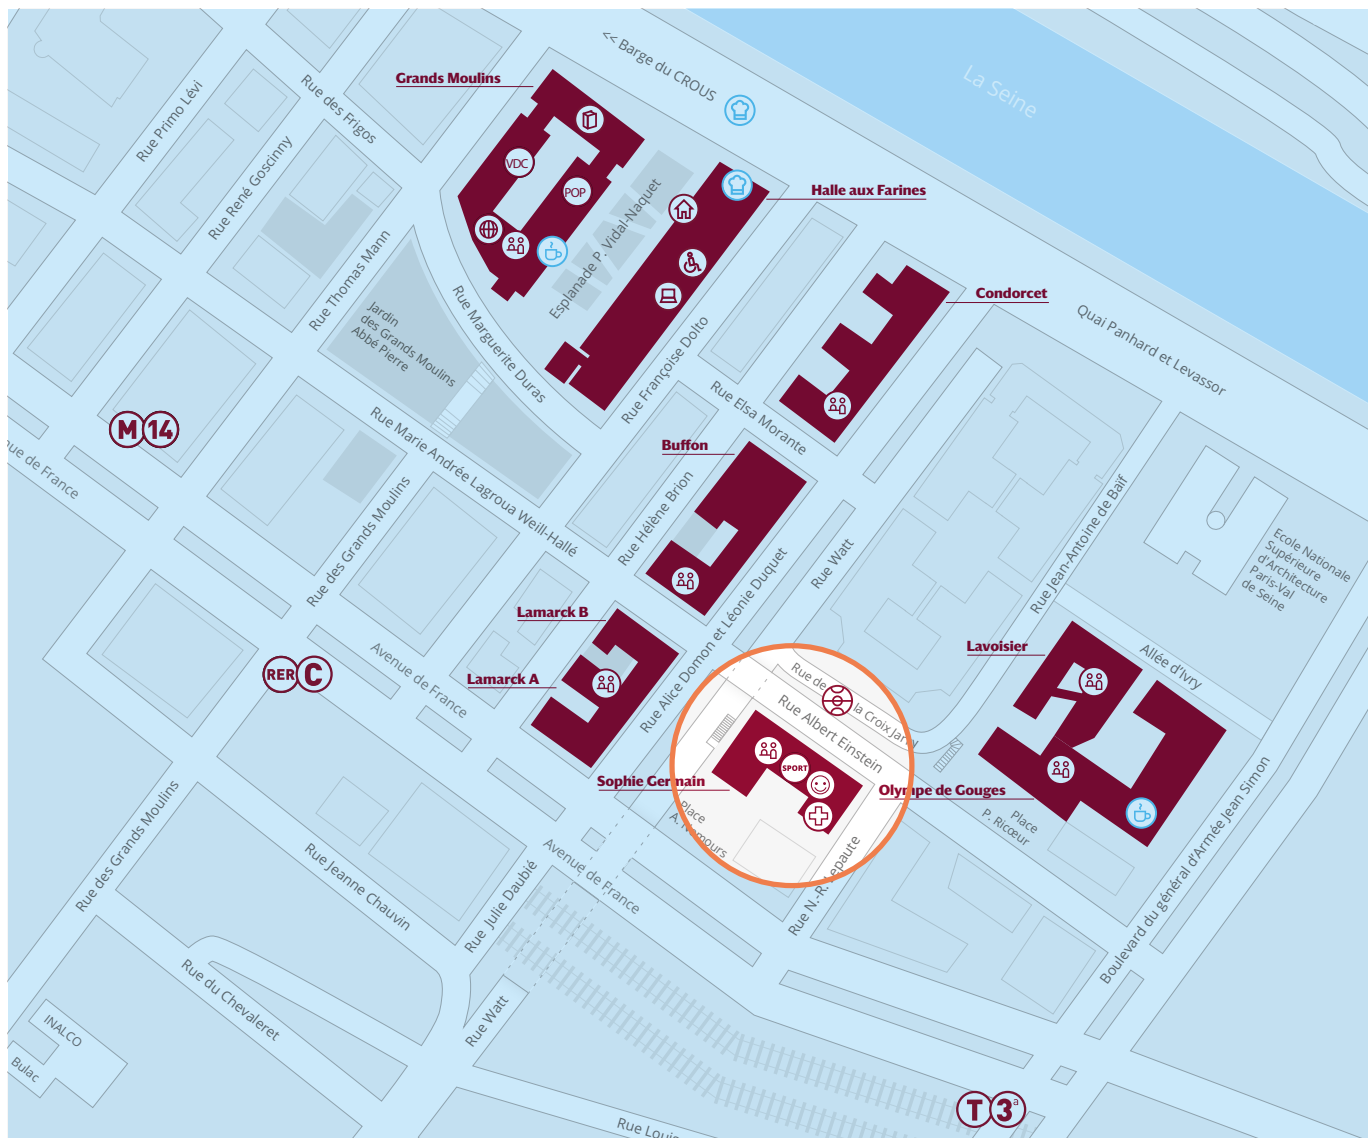 << Barge du CROUS
La Seine
Grands Moulins
Rue des Frigos
Rue Primo Lévi
Rue René Goscinny
VDC
POP
Halle aux Farines
Esplanade P. Vidal-Naquet
Rue Thomas Mann
Jardin
des Grands Moulins
Abbé Pierre
Rue Marguerite Duras
Condorcet
Quai Panhard et Levassor
Rue Françoise Dolto
Rue Elsa Morante
M 14
Rue Marie Andrée Lagroua Weill-Hallé
Buffon
nue de France
Rue des Grands Moulins
Rue Hélène Brion
Rue Watt
Rue Jean-Antoine de Baïf
Ecole Nationale
Supérieure
d'Architecture
Paris-Val
de Seine
Lamarck B
Rue Alice Domon et Léonie Duquet
Lavoisier
Allée d'Ivry
RER C
Avenue de France
Lamarck A
Rue de la Croix Jarry
Rue Albert Einstein
SPORT
Sophie Germain
Olympe de Gouges
Place
A. Nemours
Place
P. Ricœur
Rue N.-R. Lepaute
Boulevard du général d'Armée Jean Simon
Rue des Grands Moulins
Rue Jeanne Chauvin
Rue Julie Daubié
Avenue de France
Rue du Chevaleret
Rue Watt
INALCO
Bulac
T 3a
Rue Louis